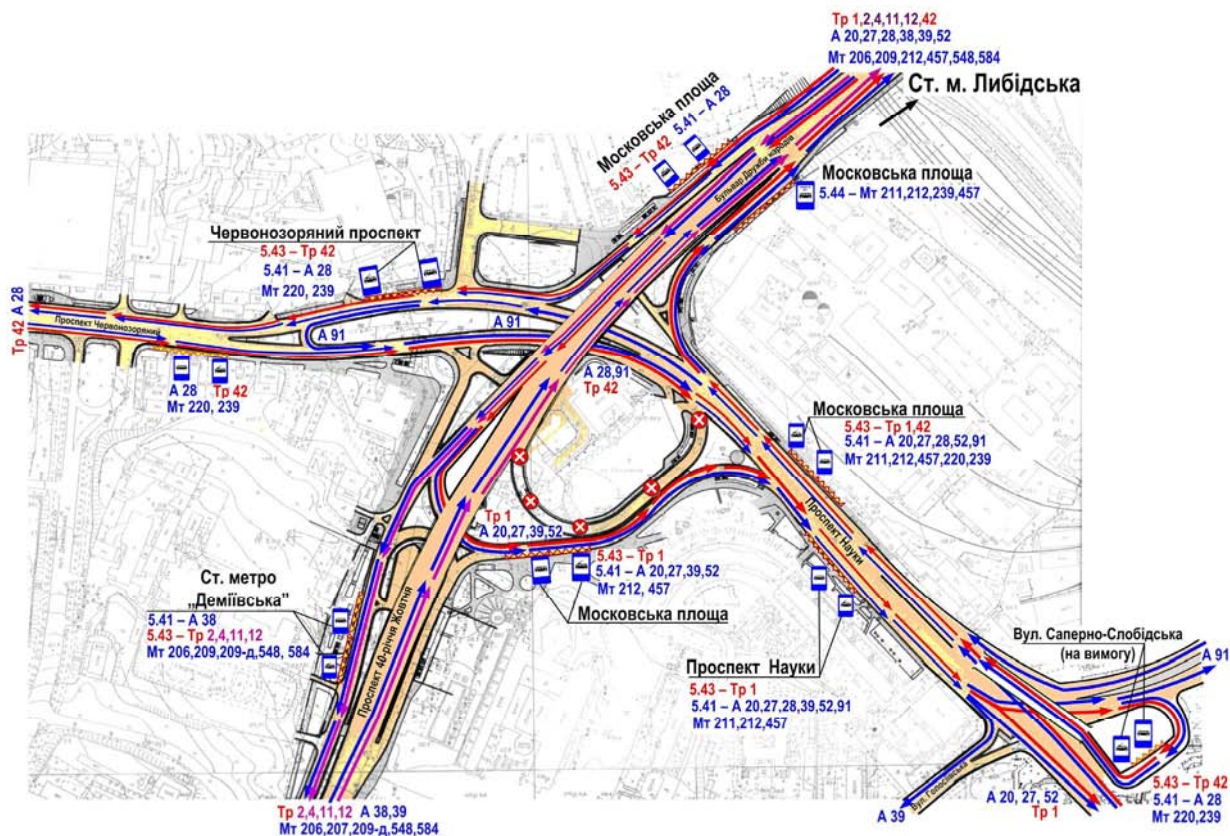 Тр 1,2,4,11,12,42
А 20,27,28,38,39,52
Мт 206,209,212,457,548,584
Ст. м. Либідська
Московська площа
5.43 – Тр 42
5.41 – А 28
Бульвар Дружби народів
Московська площа
5.44 – Мт 211,212,239,457
Червонозоряний проспект
5.43 – Тр 42
5.41 – А 28
Мт 220, 239
Тр 42
А 28
Проспект Червонозоряний
А 91
А 91
А 28
Тр 42
Мт 220, 239
А 28,91
Тр 42
Московська площа
5.43 – Тр 1,42
5.41 – А 20,27,28,52,91
Мт 211,212,457,220,239
Проспект Науки
Тр 1
А 20,27,39,52
5.43 – Тр 1
5.41 – А 20,27,39,52
Мт 212, 457
Московська площа
Ст. метро
„Деміївська”
5.41 – А 38
5.43 – Тр 2,4,11,12
Мт 206,209,209-д,548, 584
Проспект 40-річчя Жовтня
Проспект Науки
5.43 – Тр 1
5.41 – А 20,27,28,39,52,91
Мт 211,212,457
Вул. Саперно-Слобідська
(на вимогу)
А 91
Вул. Голосіївська
А 39
А 20, 27, 52
Тр 1
5.43 – Тр 42
5.41 – А 28
Мт 220,239
Тр 2,4,11,12 А 38,39
Мт 206,207,209-д,548,584